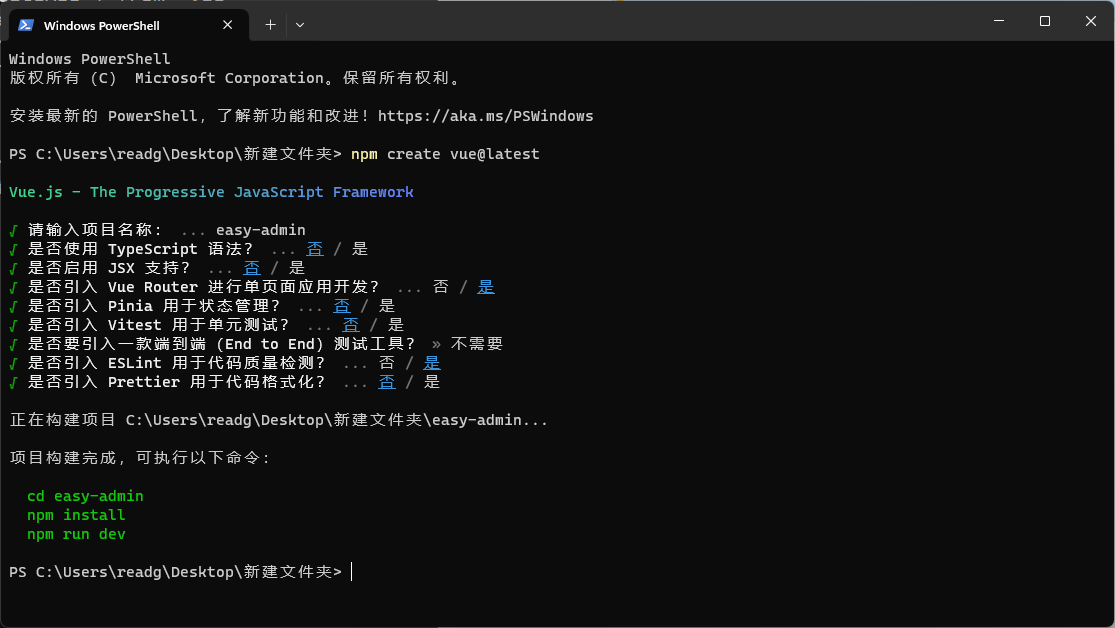 Windows PowerShell
Windows PowerShell
版权所有 (C) Microsoft Corporation。保留所有权利。
安装最新的 PowerShell，了解新功能和改进！https://aka.ms/PSWindows
PS C:\Users\readg\Desktop\新建文件夹> npm create vue@latest
Vue.js - The Progressive JavaScript Framework
√ 请输入项目名称： ... easy-admin
√ 是否使用 TypeScript 语法？ ... 否 / 是
√ 是否启用 JSX 支持？ ... 否 / 是
√ 是否引入 Vue Router 进行单页面应用开发？ ... 否 / 是
√ 是否引入 Pinia 用于状态管理？ ... 否 / 是
√ 是否引入 Vitest 用于单元测试？ ... 否 / 是
√ 是否要引入一款端到端（End to End）测试工具？ » 不需要
√ 是否引入 ESLint 用于代码质量检测？ ... 否 / 是
√ 是否引入 Prettier 用于代码格式化？ ... 否 / 是
正在构建项目 C:\Users\readg\Desktop\新建文件夹\easy-admin...
项目构建完成，可执行以下命令：
cd easy-admin
npm install
npm run dev
PS C:\Users\readg\Desktop\新建文件夹>